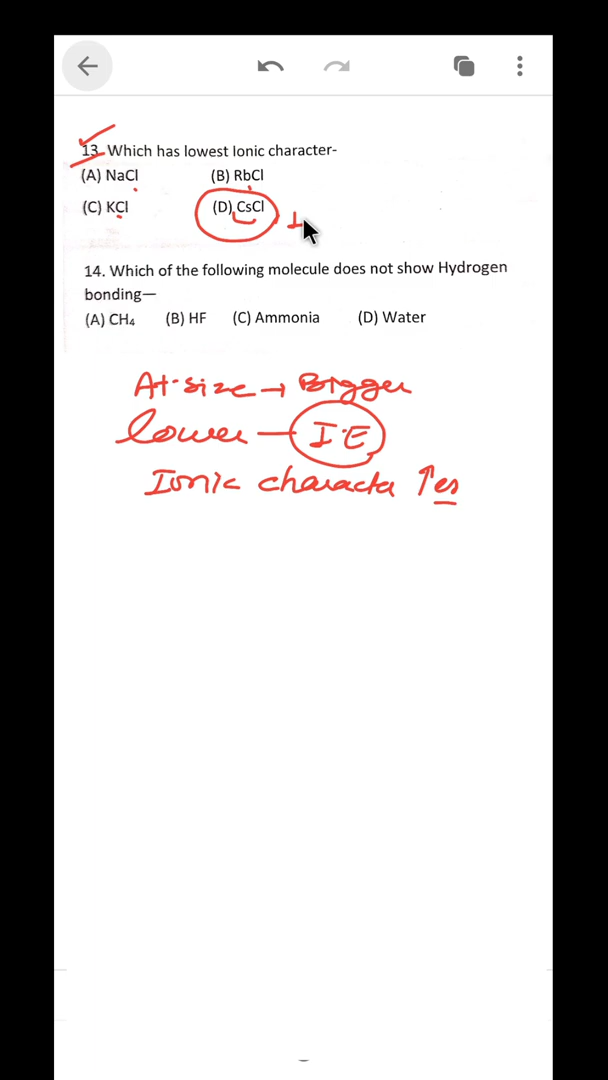 13. Which has lowest Ionic character-
(A) NaCl (B) RbCl
(C) KCl (D) CsCl
14. Which of the following molecule does not show Hydrogen
bonding—
(A) CH₄ (B) HF (C) Ammonia (D) Water
At. size → Bigger
lower — I.E
Ionic characta ↑es